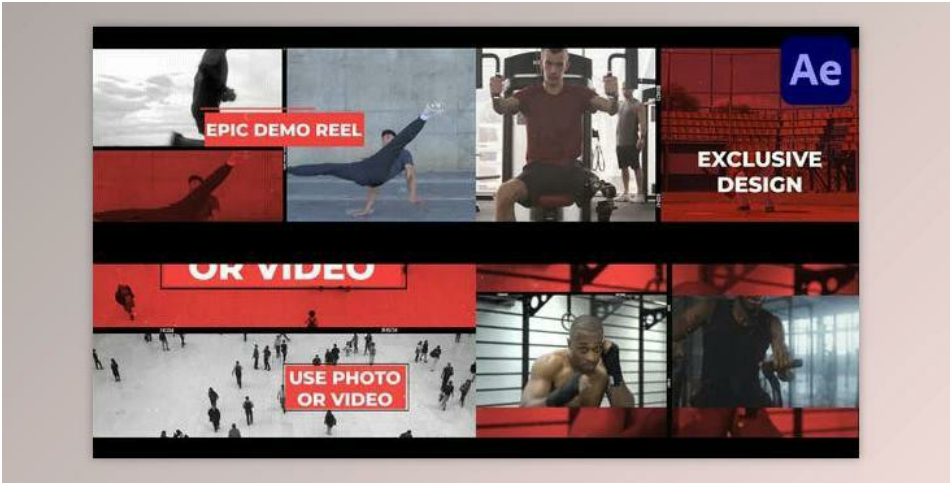 Ae
EPIC DEMO REEL
EXCLUSIVE
DESIGN
OR VIDEO
USE PHOTO
OR VIDEO